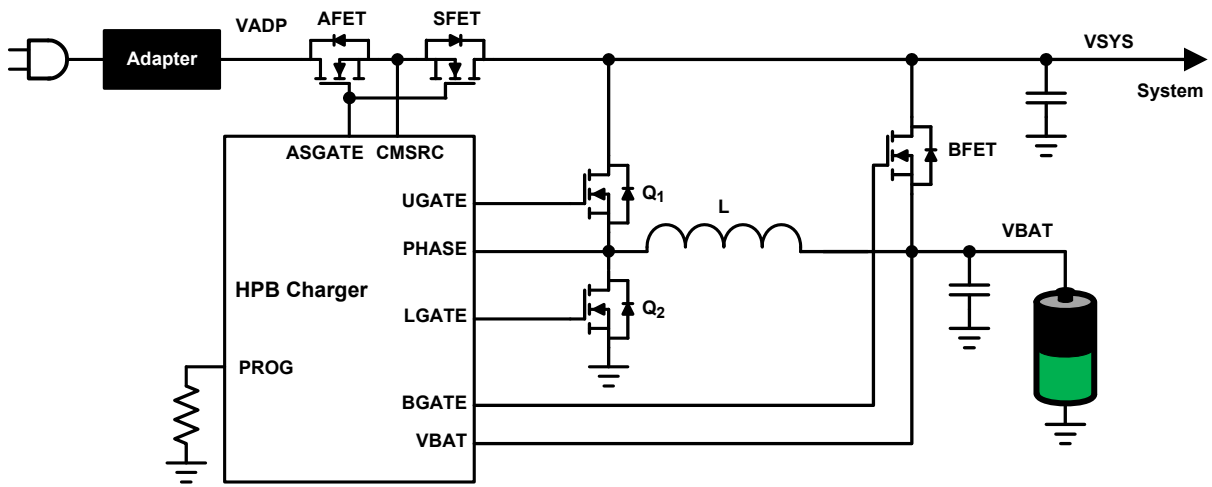 VADP
AFET
SFET
VSYS
Adapter
System
ASGATE
CMSRC
BFET
UGATE
Q1
L
PHASE
VBAT
HPB Charger
LGATE
Q2
PROG
BGATE
VBAT